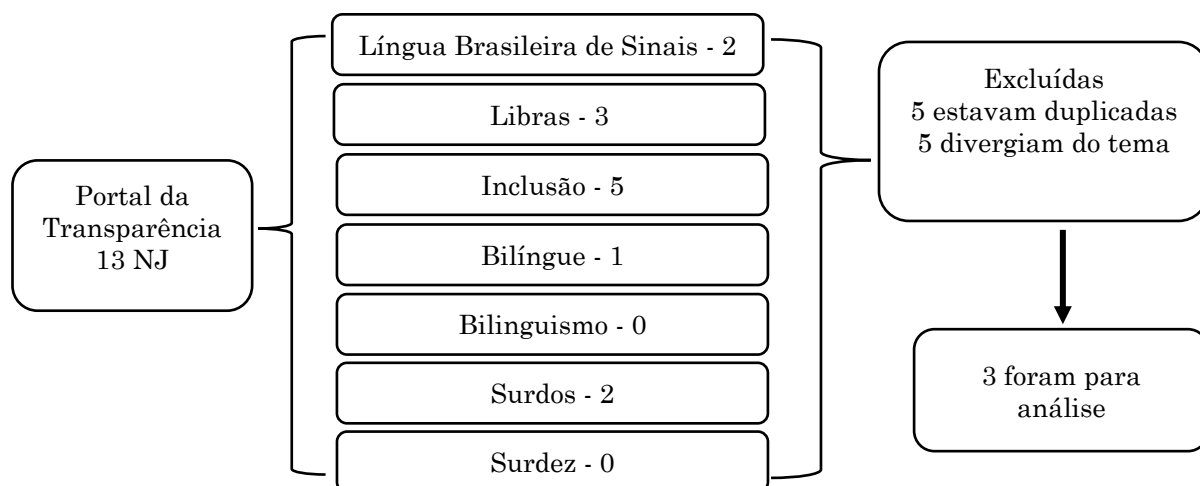 Portal da
Transparência
13 NJ
Língua Brasileira de Sinais - 2
Libras - 3
Inclusão - 5
Bilíngue - 1
Bilinguismo - 0
Surdos - 2
Surdez - 0
Excluídas
5 estavam duplicadas
5 divergiam do tema
3 foram para
análise